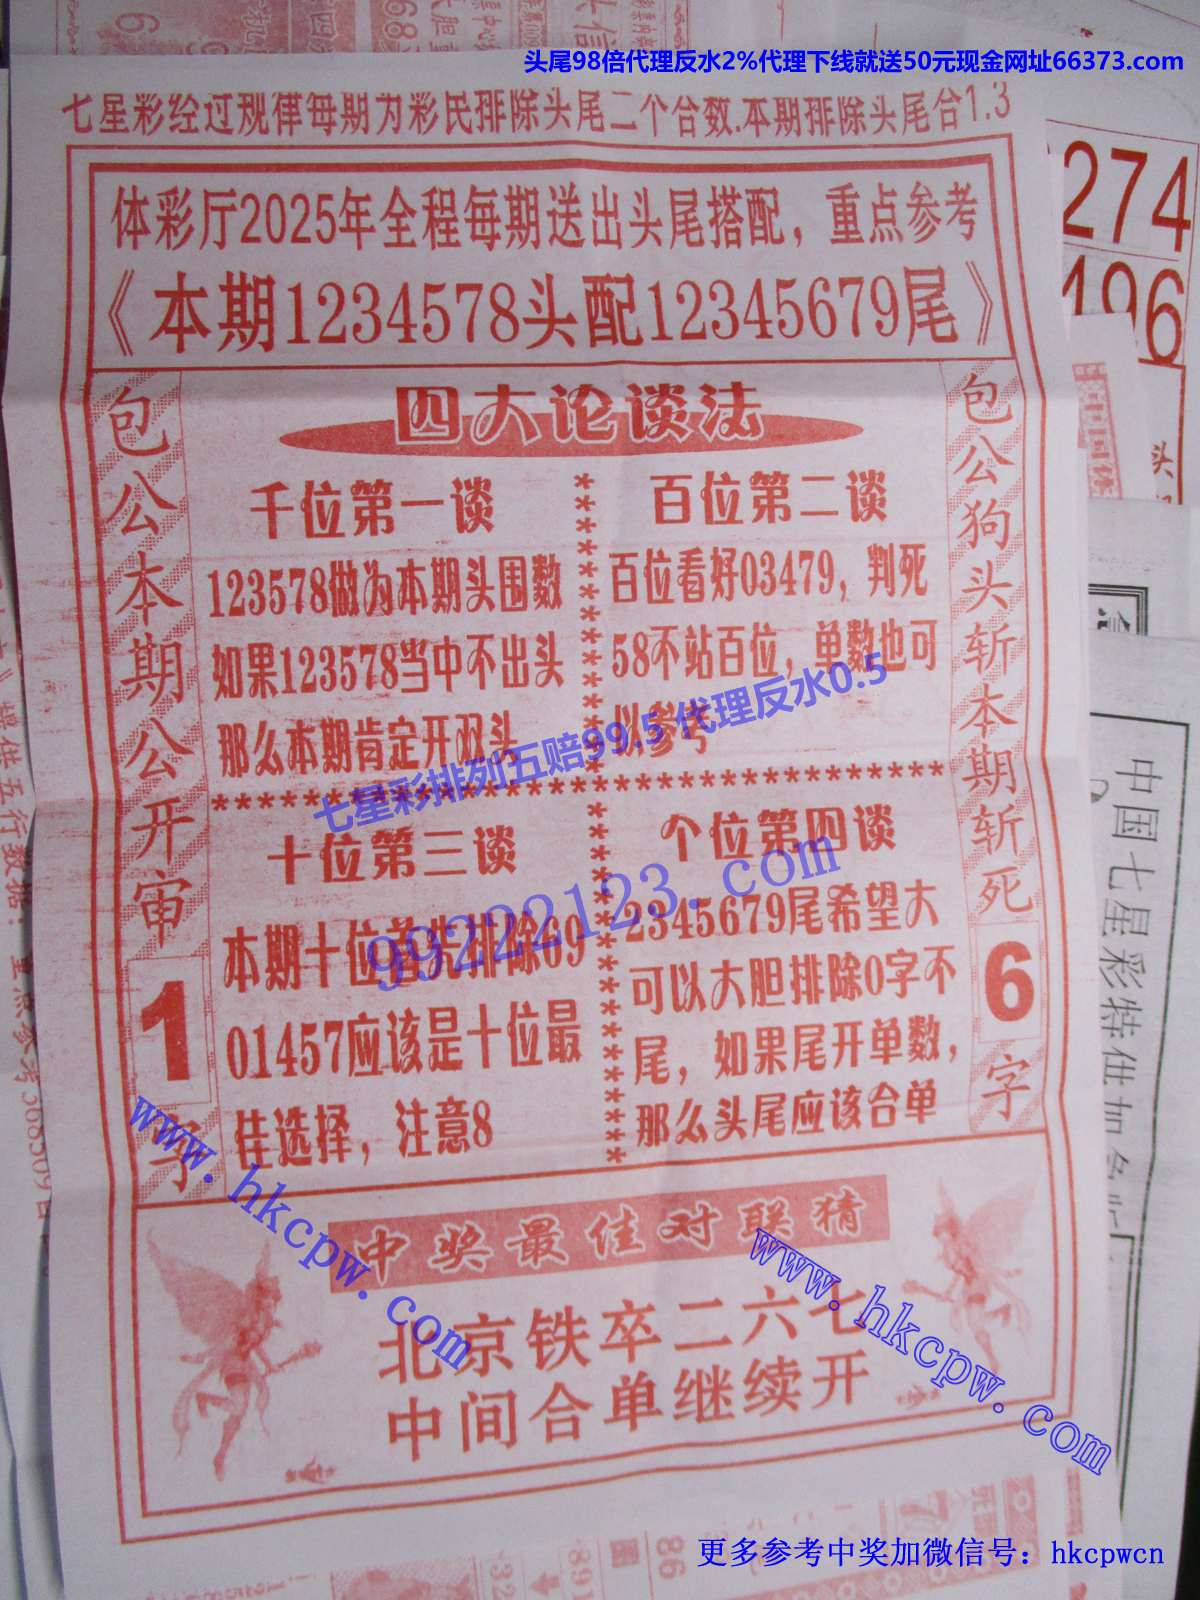 头尾98倍代理反水2%代理下线就送50元现金网址66373.com
七星彩经过规律每期为彩民排除头尾二个合数.本期排除头尾合1.3
体彩厅2025年全程每期送出头尾搭配，重点参考
《本期1234578头配12345679尾》
包公本期公开审
1
字
四大论谈法
千位第一谈
123578做为本期头围数
如果123578当中不出头
那么本期肯定开双头
百位第二谈
百位看好03479，判死
58不站百位，单数也可
以参考
十位第三谈
本期十位首先排除69
01457应该是十位最
佳选择，注意8
个位第四谈
2345679尾希望大
可以大胆排除0字不
尾，如果尾开单数，
那么头尾应该合单
包公狗头斩本期斩死
6
字
中奖最佳对联猜
北京铁卒二六七
中间合单继续开
七星彩排列五赔99.5 代理反水0.5
99222123.com
www.hkcpw.com
www.hkcpw.com
274
196
头
中国七星彩特供加急
86
更多参考中奖加微信号：hkcpwcn